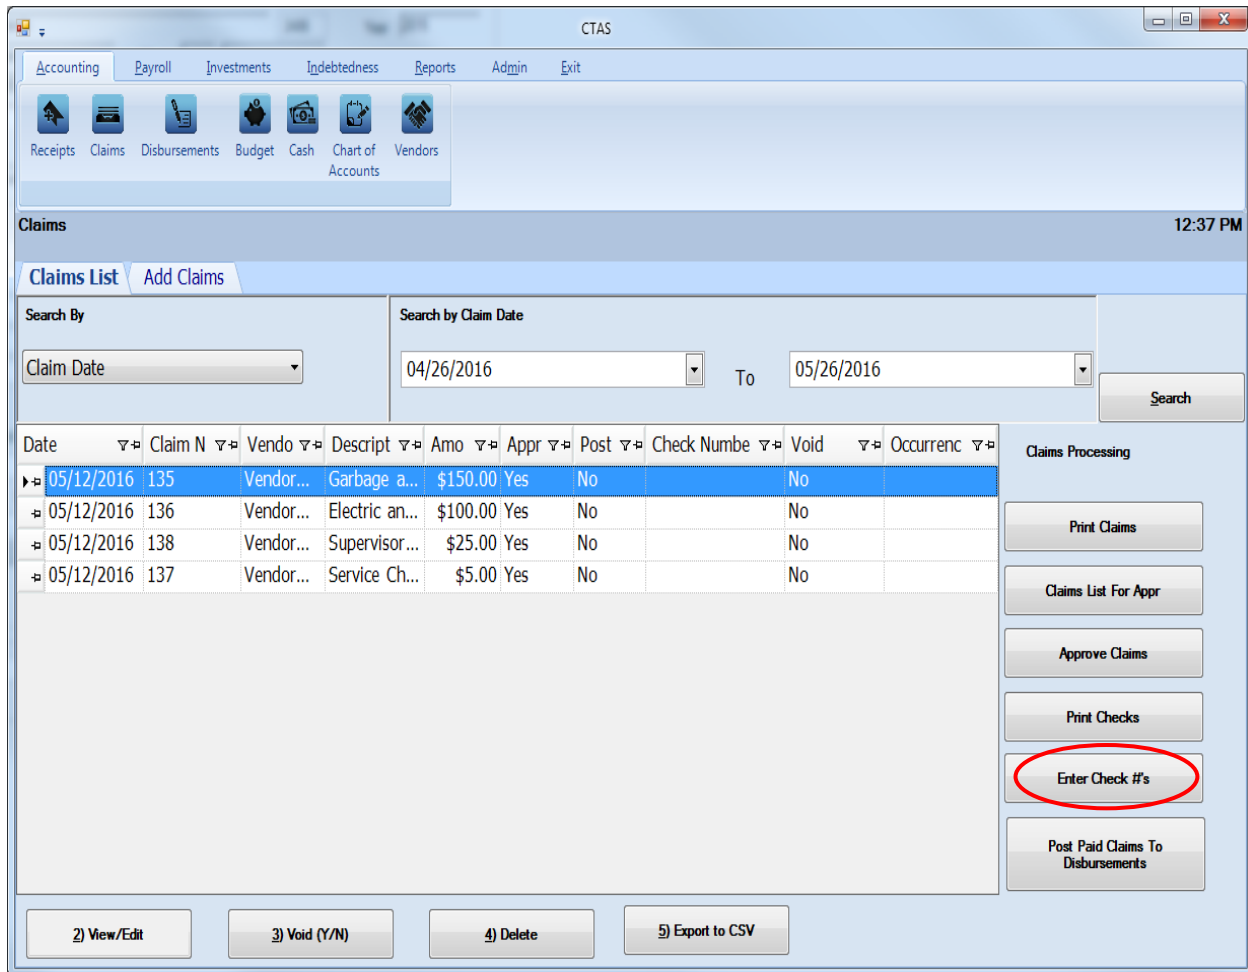 CTAS
Accounting Payroll Investments Indebtedness Reports Admin Exit
Receipts Claims Disbursements Budget Cash Chart of Accounts Vendors
Claims 12:37 PM
Claims List Add Claims
Search By Search by Claim Date
Claim Date 04/26/2016 To 05/26/2016
Search
Date Claim N Vendo Descript Amo Appr Post Check Numbe Void Occurrenc
05/12/2016 135 Vendor... Garbage a... $150.00 Yes No No
05/12/2016 136 Vendor... Electric an... $100.00 Yes No No
05/12/2016 138 Vendor... Supervisor... $25.00 Yes No No
05/12/2016 137 Vendor... Service Ch... $5.00 Yes No No
Claims Processing
Print Claims
Claims List For Appr
Approve Claims
Print Checks
Enter Check #'s
Post Paid Claims To
Disbursements
2) View/Edit 3) Void (Y/N) 4) Delete 5) Export to CSV